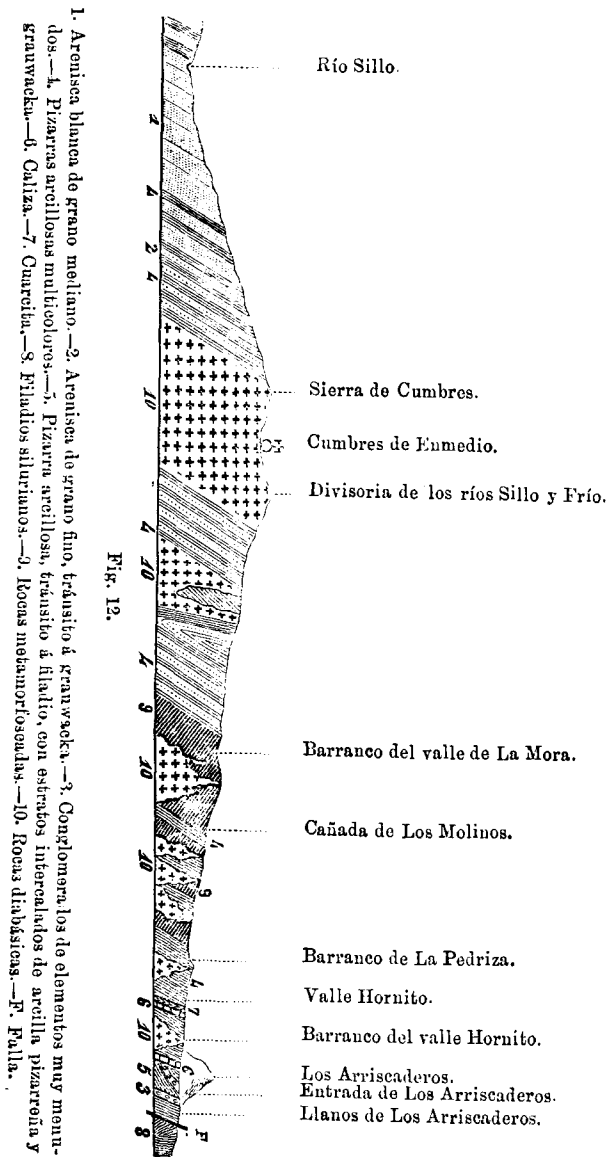 Río Sillo.
Sierra de Cumbres.
Cumbres de Enmedio.
Divisoria de los ríos Sillo y Frío.
Barranco del valle de La Mora.
Cañada de Los Molinos.
Barranco de La Pedriza.
Valle Hornito.
Barranco del valle Hornito.
Los Arriscaderos.
Entrada de Los Arriscaderos.
Llanos de Los Arriscaderos.
4
2
4
10
4
10
4
9
10
4
10
9
4
7
6
10
6
5
3
1
F
8
Fig. 12.
1. Arenisca blanca de grano mediano.—2. Arenisca de grano fino, tránsito á grauwacka.—3. Conglomerados de elementos muy menu-
dos.—4. Pizarras arcillosas multicolores.—5. Pizarra arcillosa, tránsito á filadio, con estratos intercalados de arcilla pizarreña y
grauwacka.—6. Caliza.—7. Cuarcita.—8. Filadios silurianos.—9. Rocas metamorfoseadas.—10. Rocas diabásicas.—F. Falla.